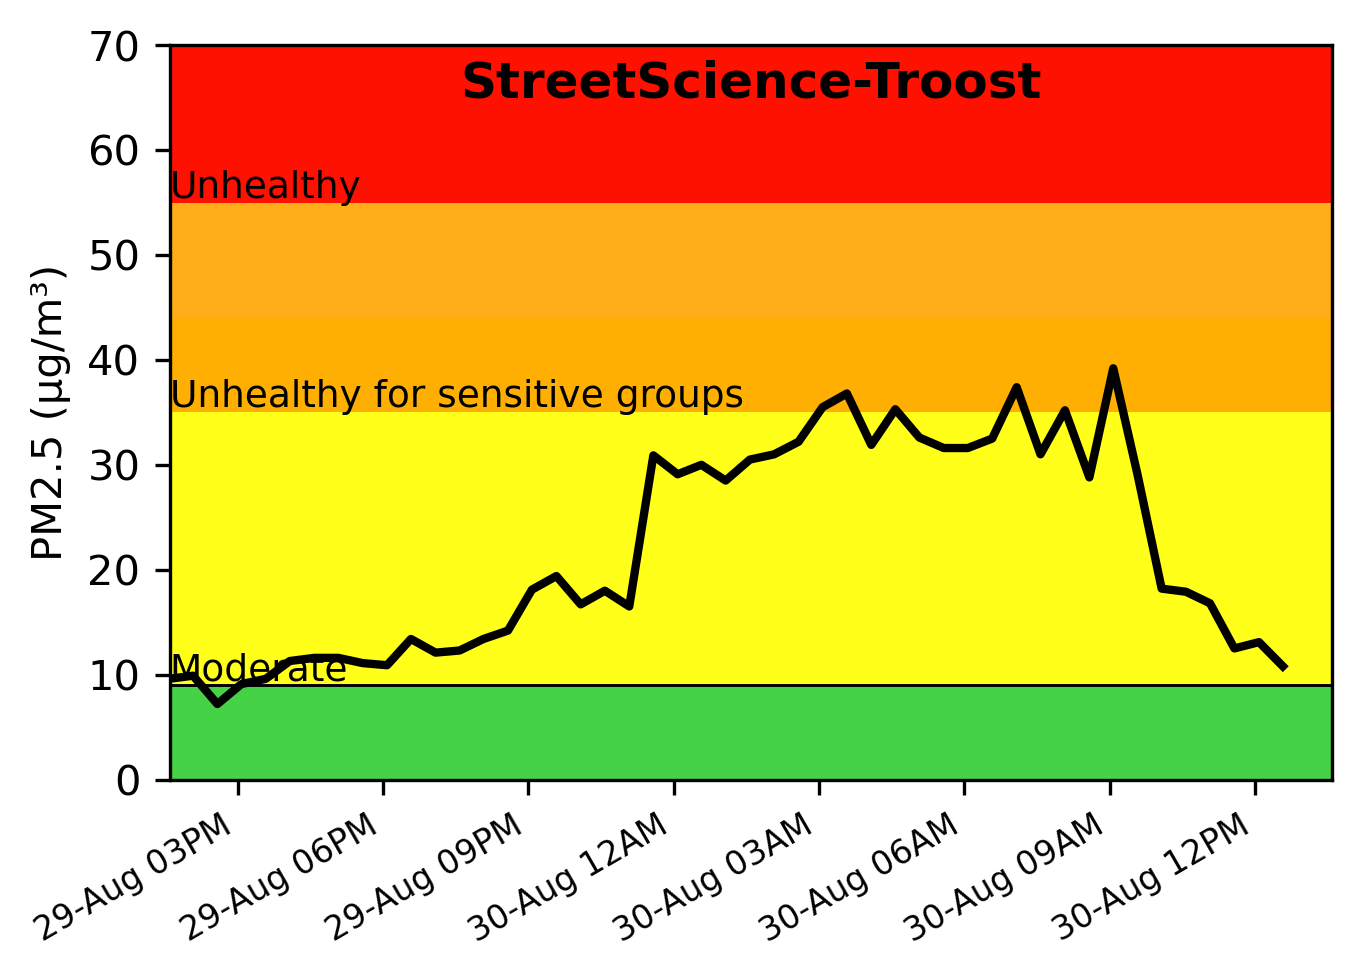 StreetScience-Troost
70
60
50
40
30
20
10
0
PM2.5 (µg/m³)
Unhealthy
Unhealthy for sensitive groups
Moderate
29-Aug 03PM
29-Aug 06PM
29-Aug 09PM
30-Aug 12AM
30-Aug 03AM
30-Aug 06AM
30-Aug 09AM
30-Aug 12PM